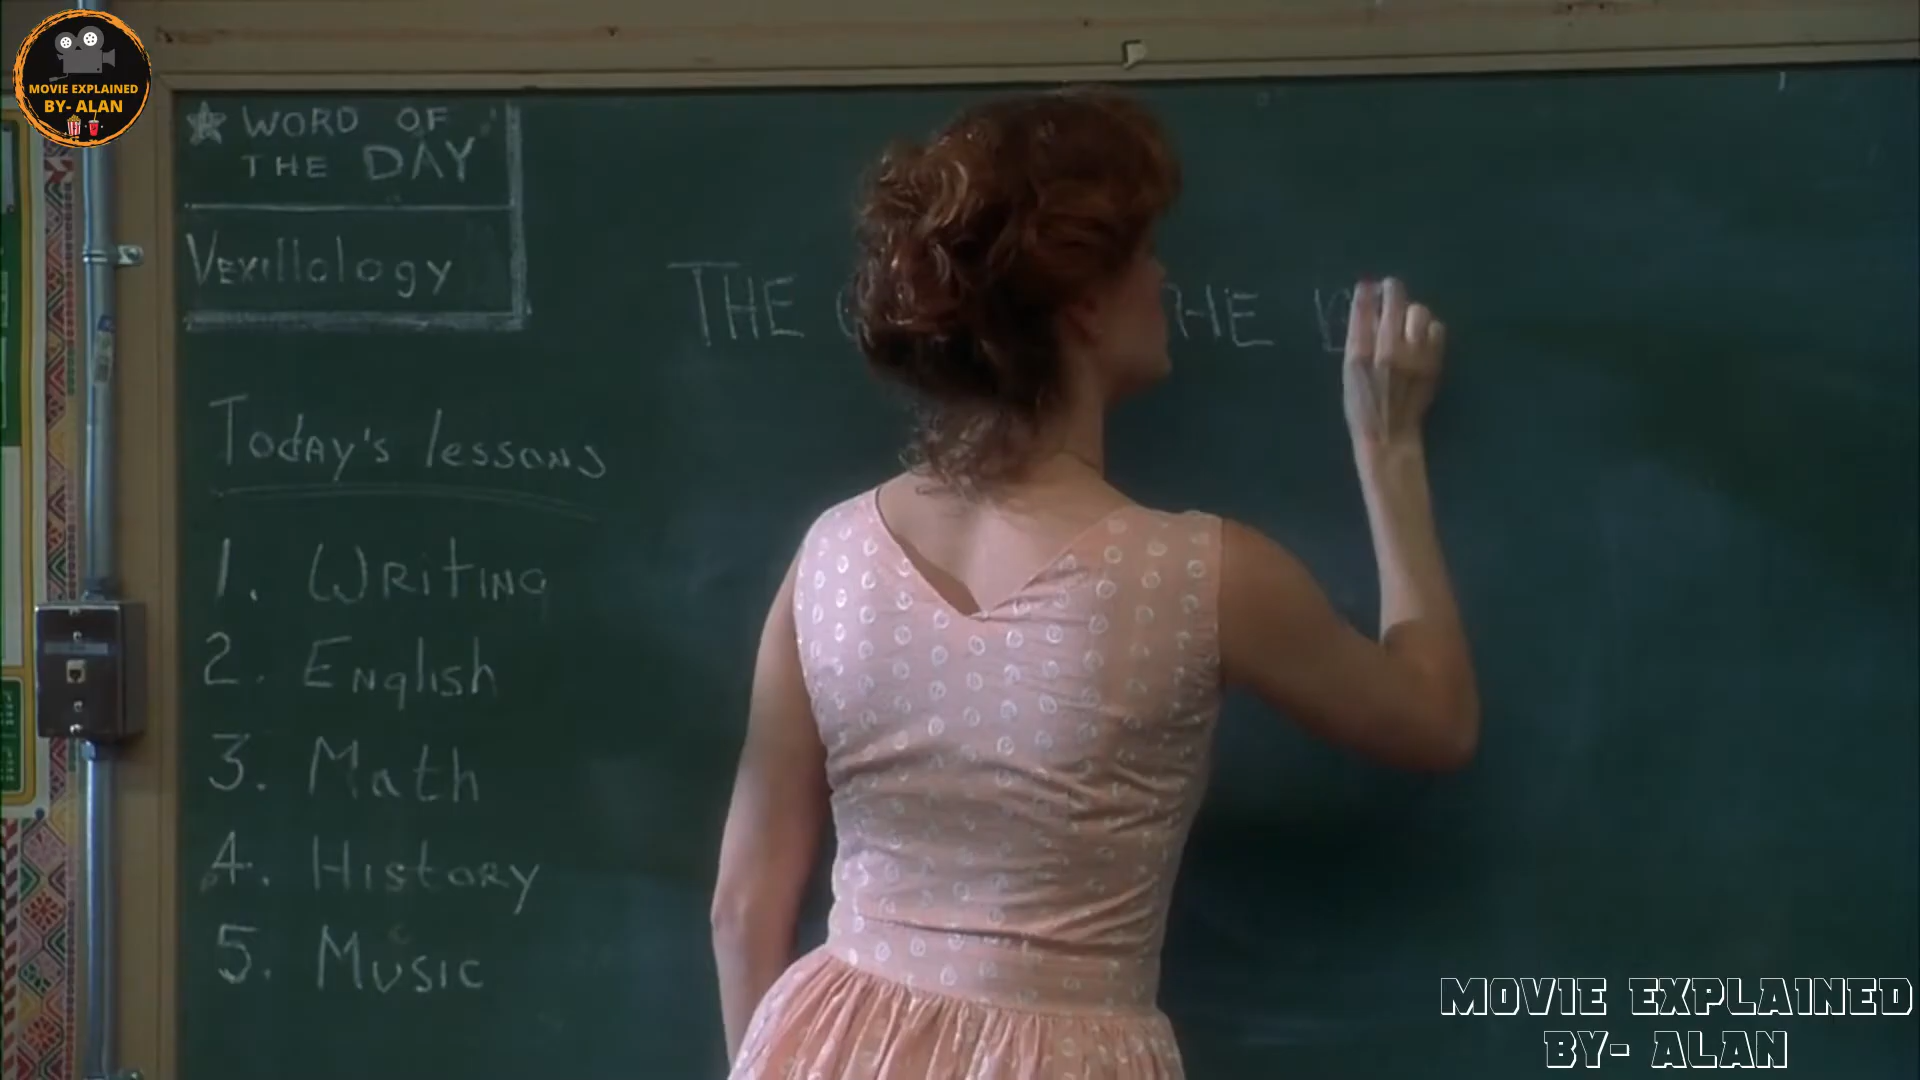 MOVIE EXPLAINED
BY- ALAN
WORD OF
THE DAY
Vexillology
THE HE
Today's lessons
1. Writing
2. English
3. Math
4. History
5. Music
MOVIE EXPLAINED
BY- ALAN